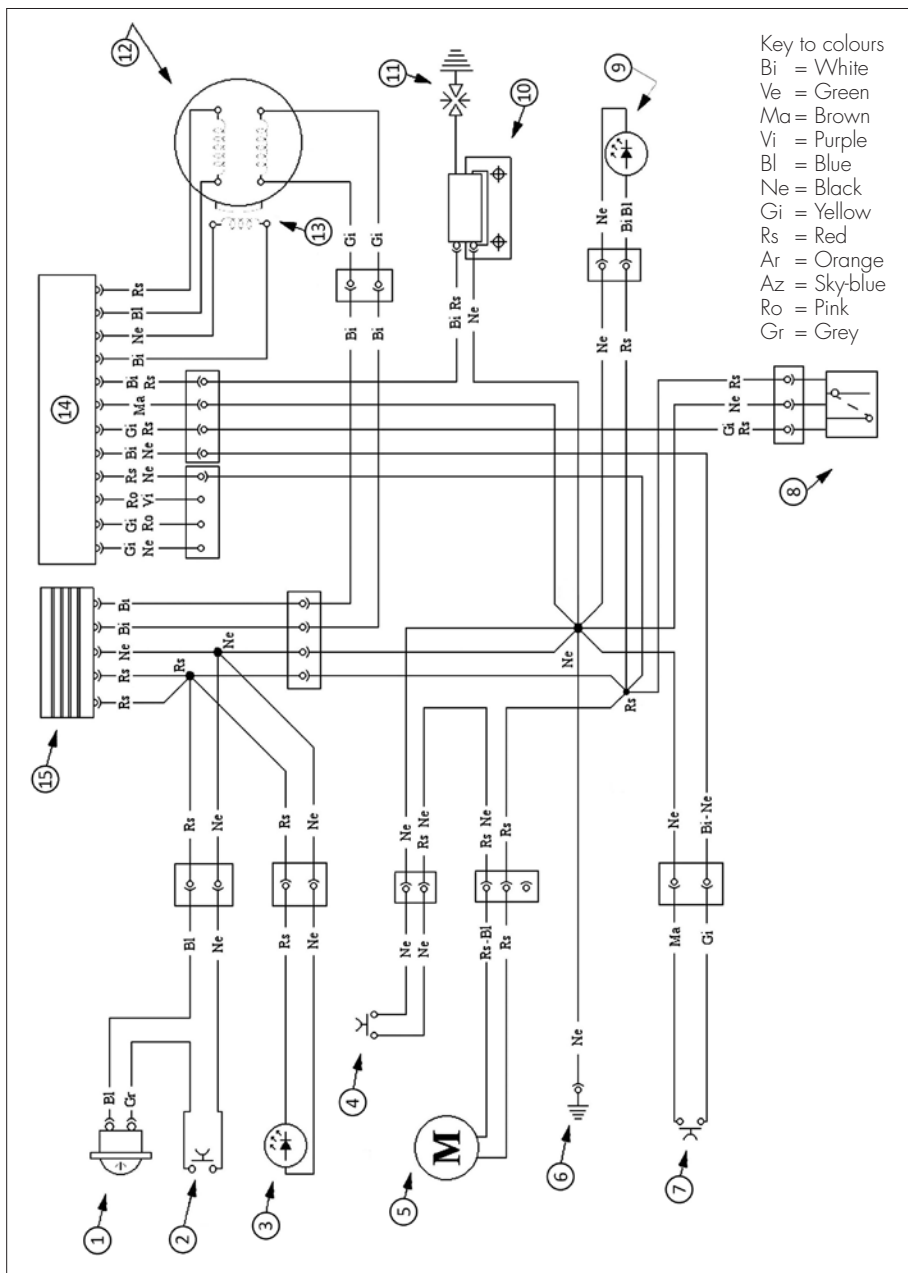 Key to colours
Bi = White
Ve = Green
Ma = Brown
Vi = Purple
Bl = Blue
Ne = Black
Gi = Yellow
Rs = Red
Ar = Orange
Az = Sky-blue
Ro = Pink
Gr = Grey
12
11
10
9
13
14
Rs
Bl
Ne
Bi
Bi Rs
Ma
Gi Rs
Bi Ne
Rs Ne
Ro Vi
Gi Ro
Gi Ne
Gi
Gi
Bi
Bi
Bi Rs
Ne
Ne
Bi Bl
Ne
Rs
Rs
Ne
Gi Rs
8
15
Bi
Bi
Ne
Rs
Rs
Rs
Ne
Ne
Rs
Rs
Ne
Rs
Ne
Ne
Rs Ne
Rs Ne
Rs
Ne
Bi-Ne
Bl
Ne
Rs
Ne
Ne
Ne
Rs-Bl
Rs
Ne
Ma
Gi
Bl
Gr
M
1
2
3
4
5
6
7